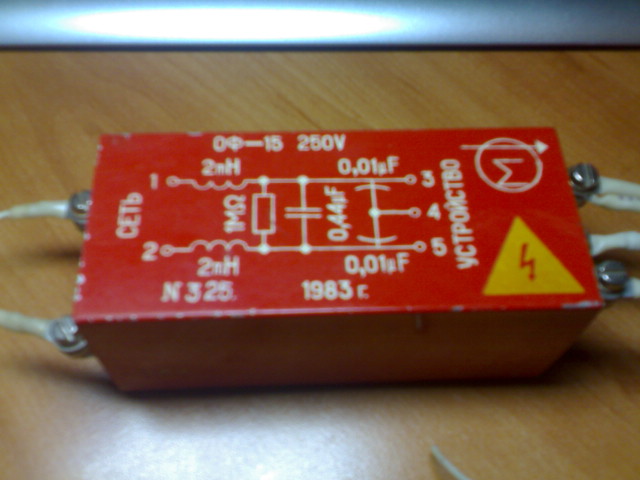 ОФ-15 250V
2mH
0,01µF
1
3
СЕТЬ
1MΩ
0,44µF
4
УСТРОЙСТВО
2
5
2mH
0,01µF
№325.
1983 г.